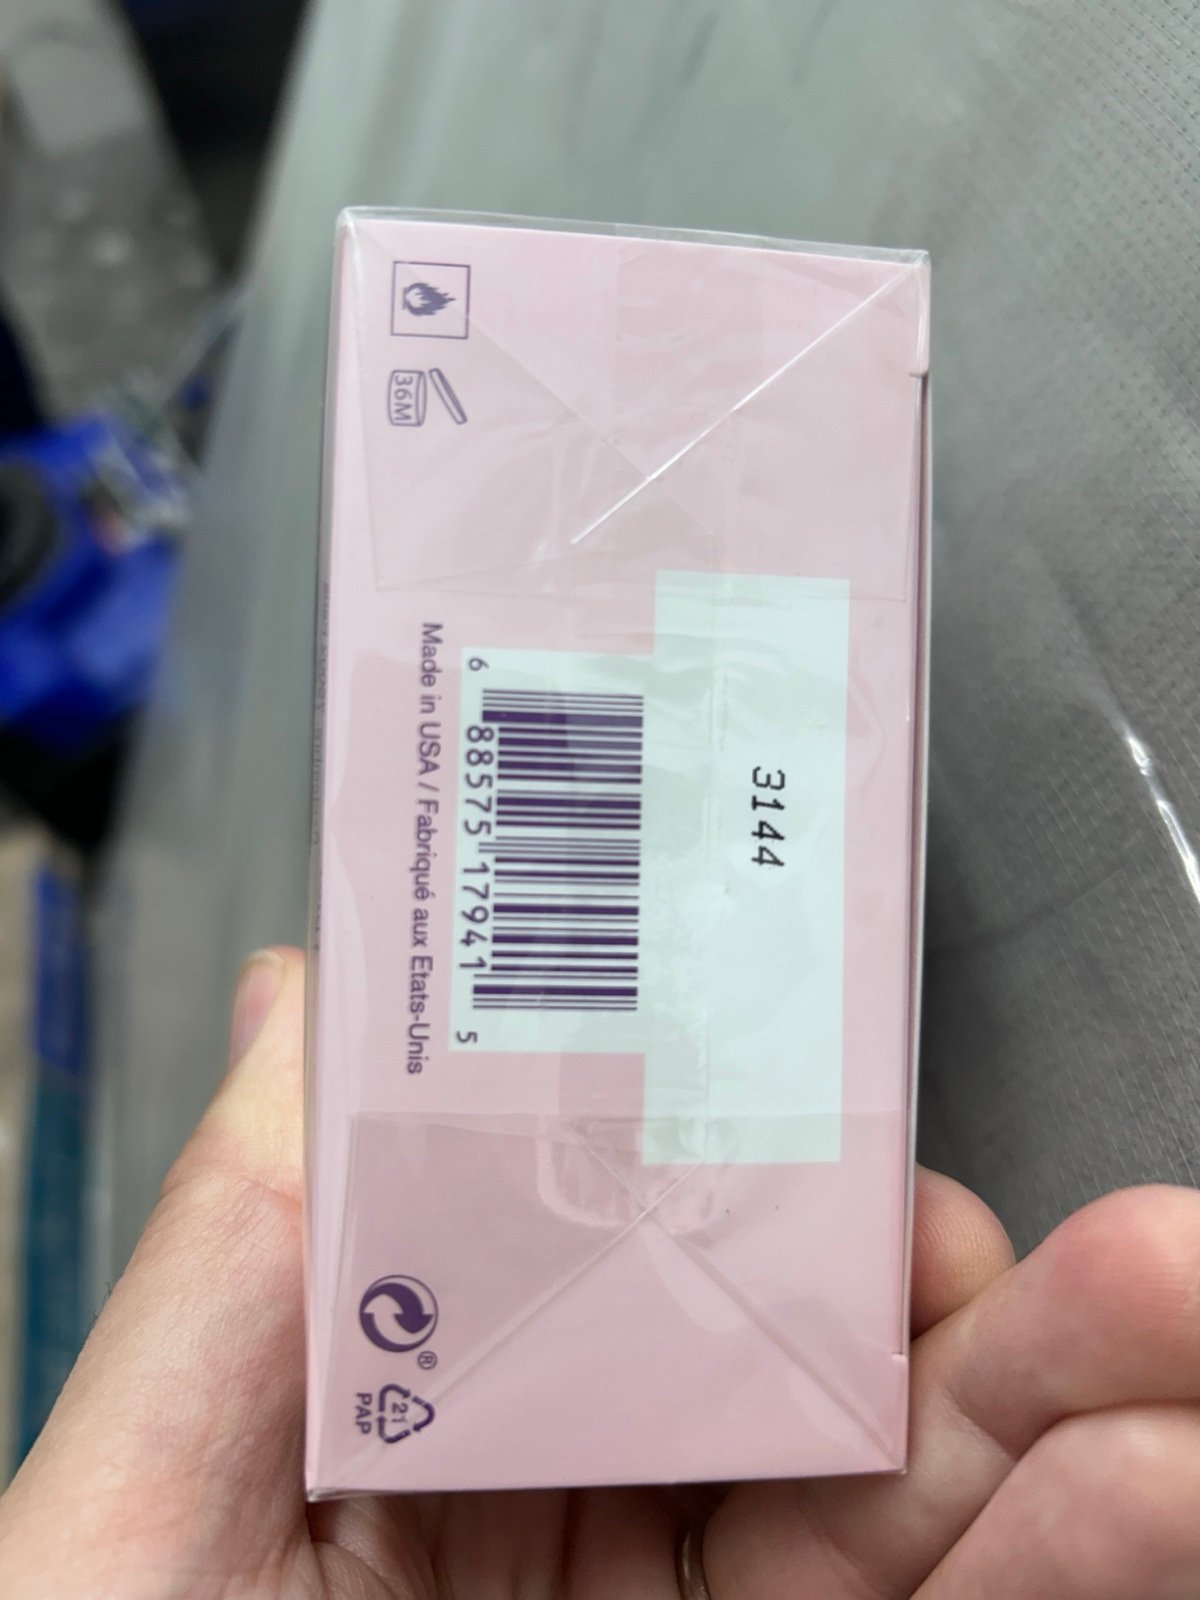 36M
3144
6 88575 17941 5
Made in USA / Fabriqué aux Etats-Unis
®
21
PAP